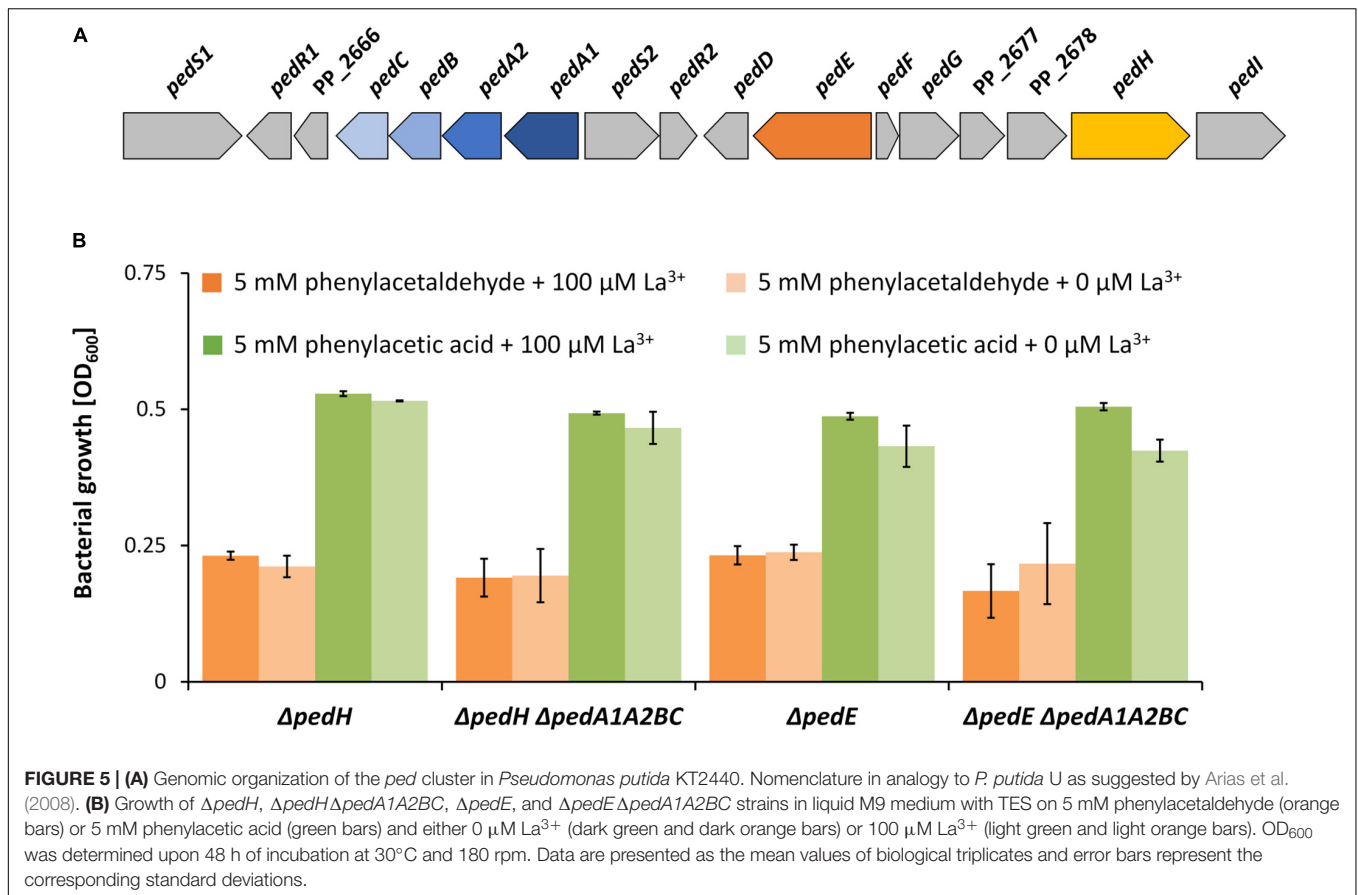 A
pedS1
pedR1
PP_2666
pedC
pedB
pedA2
pedA1
pedS2
pedR2
pedD
pedE
pedF
pedG
PP_2677
PP_2678
pedH
pedI
B
Bacterial growth [OD600]
0.75
0.5
0.25
0
5 mM phenylacetaldehyde + 100 µM La3+
5 mM phenylacetaldehyde + 0 µM La3+
5 mM phenylacetic acid + 100 µM La3+
5 mM phenylacetic acid + 0 µM La3+
ΔpedH
ΔpedH ΔpedA1A2BC
ΔpedE
ΔpedE ΔpedA1A2BC
FIGURE 5 | (A) Genomic organization of the ped cluster in Pseudomonas putida KT2440. Nomenclature in analogy to P. putida U as suggested by Arias et al.
(2008). (B) Growth of ΔpedH, ΔpedHΔpedA1A2BC, ΔpedE, and ΔpedEΔpedA1A2BC strains in liquid M9 medium with TES on 5 mM phenylacetaldehyde (orange
bars) or 5 mM phenylacetic acid (green bars) and either 0 µM La3+ (dark green and dark orange bars) or 100 µM La3+ (light green and light orange bars). OD600
was determined upon 48 h of incubation at 30°C and 180 rpm. Data are presented as the mean values of biological triplicates and error bars represent the
corresponding standard deviations.